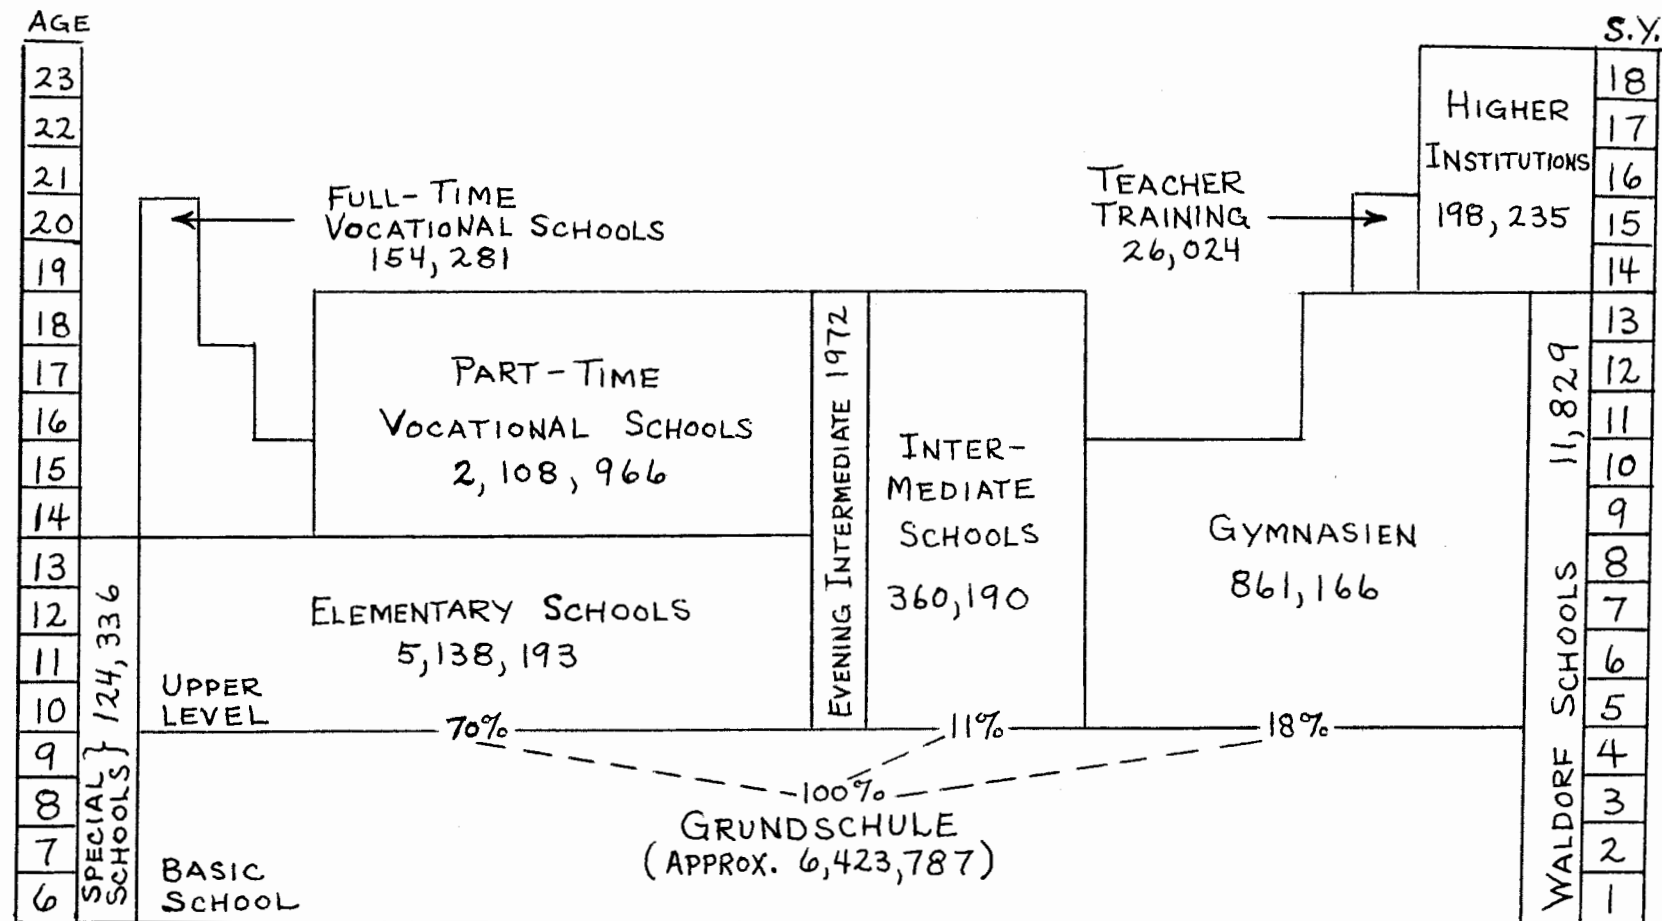 AGE
S.Y.
23
22
21
20
19
18
17
16
15
14
13
12
11
10
9
8
7
6
18
17
16
15
14
13
12
11
10
9
8
7
6
5
4
3
2
1
FULL-TIME
VOCATIONAL SCHOOLS
154,281
TEACHER
TRAINING
26,024
HIGHER
INSTITUTIONS
198,235
PART-TIME
VOCATIONAL SCHOOLS
2,108,966
EVENING INTERMEDIATE 1972
INTER-
MEDIATE
SCHOOLS
360,190
GYMNASIEN
861,166
WALDORF SCHOOLS 11,829
ELEMENTARY SCHOOLS
5,138,193
SPECIAL
SCHOOLS } 124,336
UPPER
LEVEL
70%
11%
18%
100%
GRUNDSCHULE
(APPROX. 6,423,787)
BASIC
SCHOOL